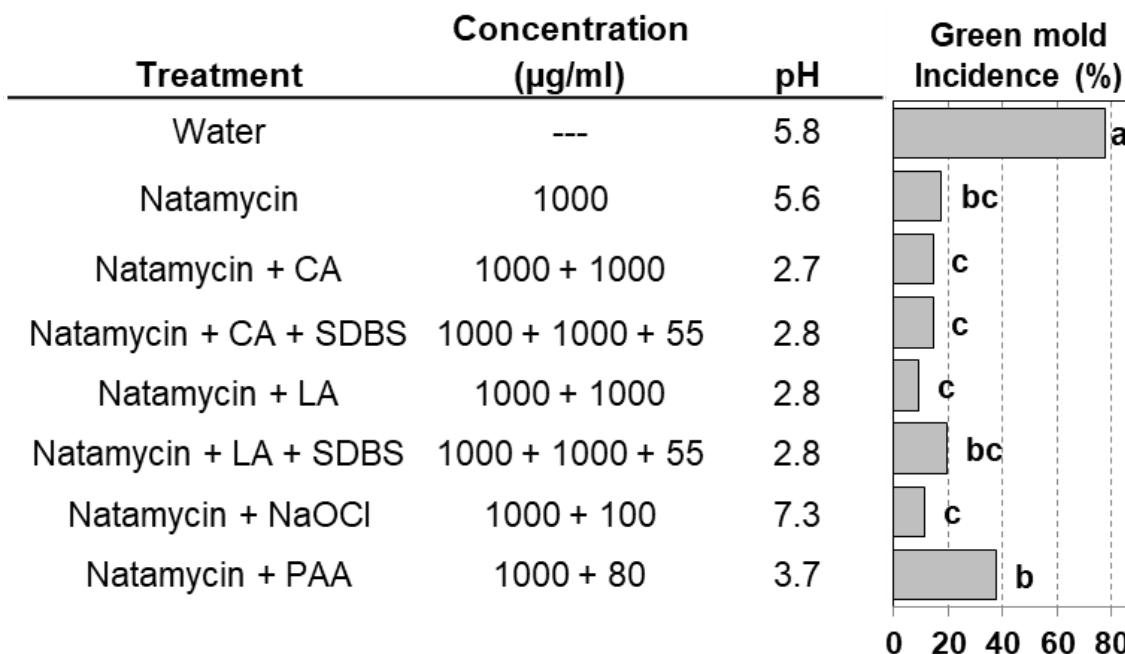 Treatment Concentration (µg/ml) pH Green mold Incidence (%)
Water --- 5.8 a
Natamycin 1000 5.6 bc
Natamycin + CA 1000 + 1000 2.7 c
Natamycin + CA + SDBS 1000 + 1000 + 55 2.8 c
Natamycin + LA 1000 + 1000 2.8 c
Natamycin + LA + SDBS 1000 + 1000 + 55 2.8 bc
Natamycin + NaOCl 1000 + 100 7.3 c
Natamycin + PAA 1000 + 80 3.7 b
0 20 40 60 80